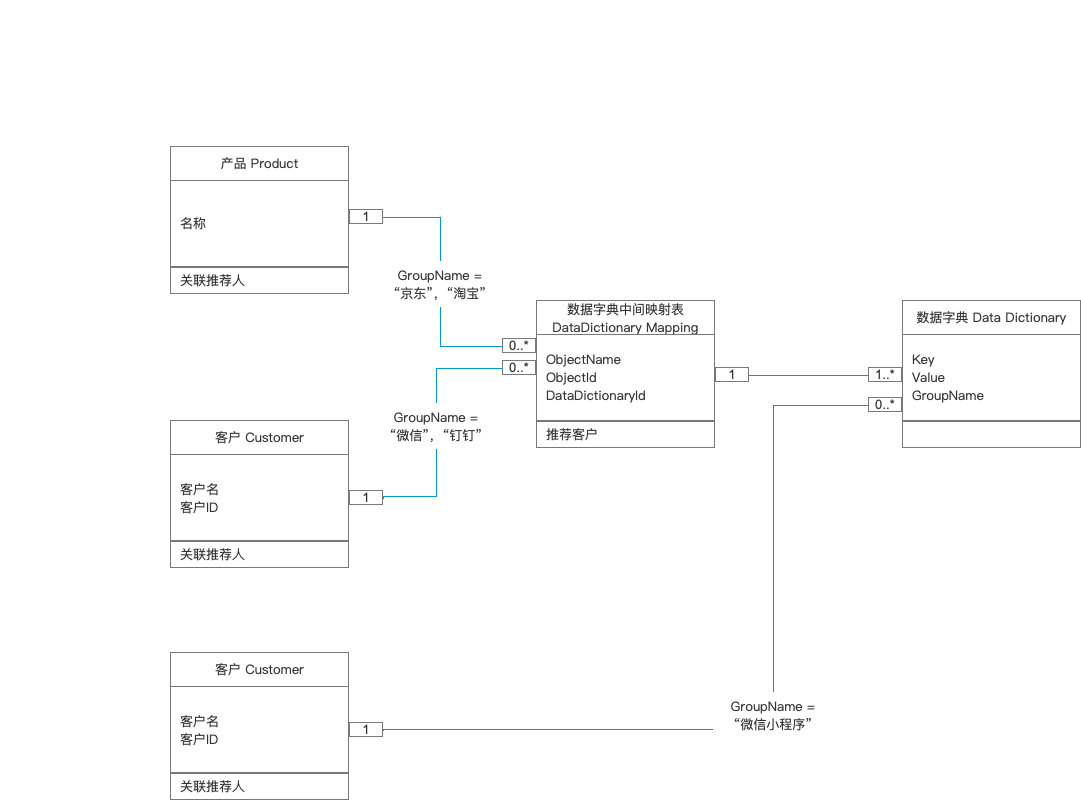 产品 Product
名称
关联推荐人
1
GroupName =
“京东”，“淘宝”
0..*
0..*
GroupName =
“微信”，“钉钉”
1
客户 Customer
客户名
客户ID
关联推荐人
数据字典中间映射表
DataDictionary Mapping
ObjectName
ObjectId
DataDictionaryId
推荐客户
1
1..*
0..*
数据字典 Data Dictionary
Key
Value
GroupName
客户 Customer
客户名
客户ID
关联推荐人
1
GroupName =
“微信小程序”